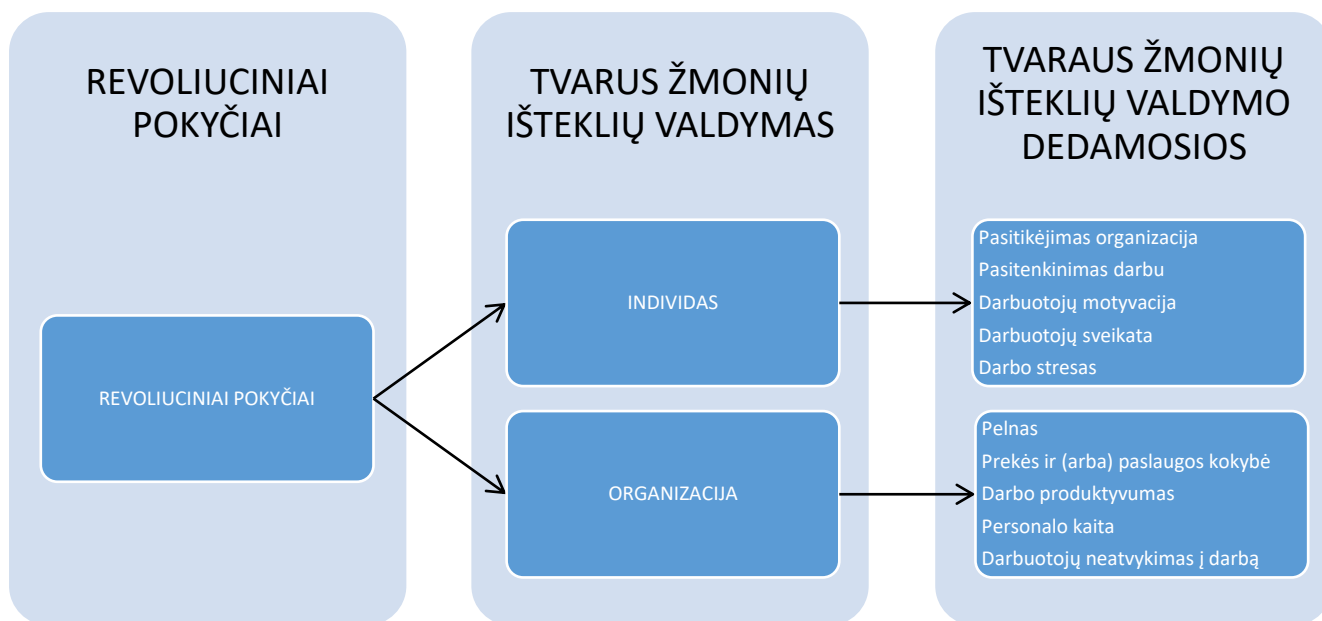 REVOLIUCINIAI
POKYČIAI
REVOLIUCINIAI POKYČIAI
TVARUS ŽMONIŲ
IŠTEKLIŲ VALDYMAS
INDIVIDAS
ORGANIZACIJA
TVARAUS ŽMONIŲ
IŠTEKLIŲ VALDYMO
DEDAMOSIOS
Pasitikėjimas organizacija
Pasitenkinimas darbu
Darbuotojų motyvacija
Darbuotojų sveikata
Darbo stresas
Pelnas
Prekės ir (arba) paslaugos kokybė
Darbo produktyvumas
Personalo kaita
Darbuotojų neatvykimas į darbą